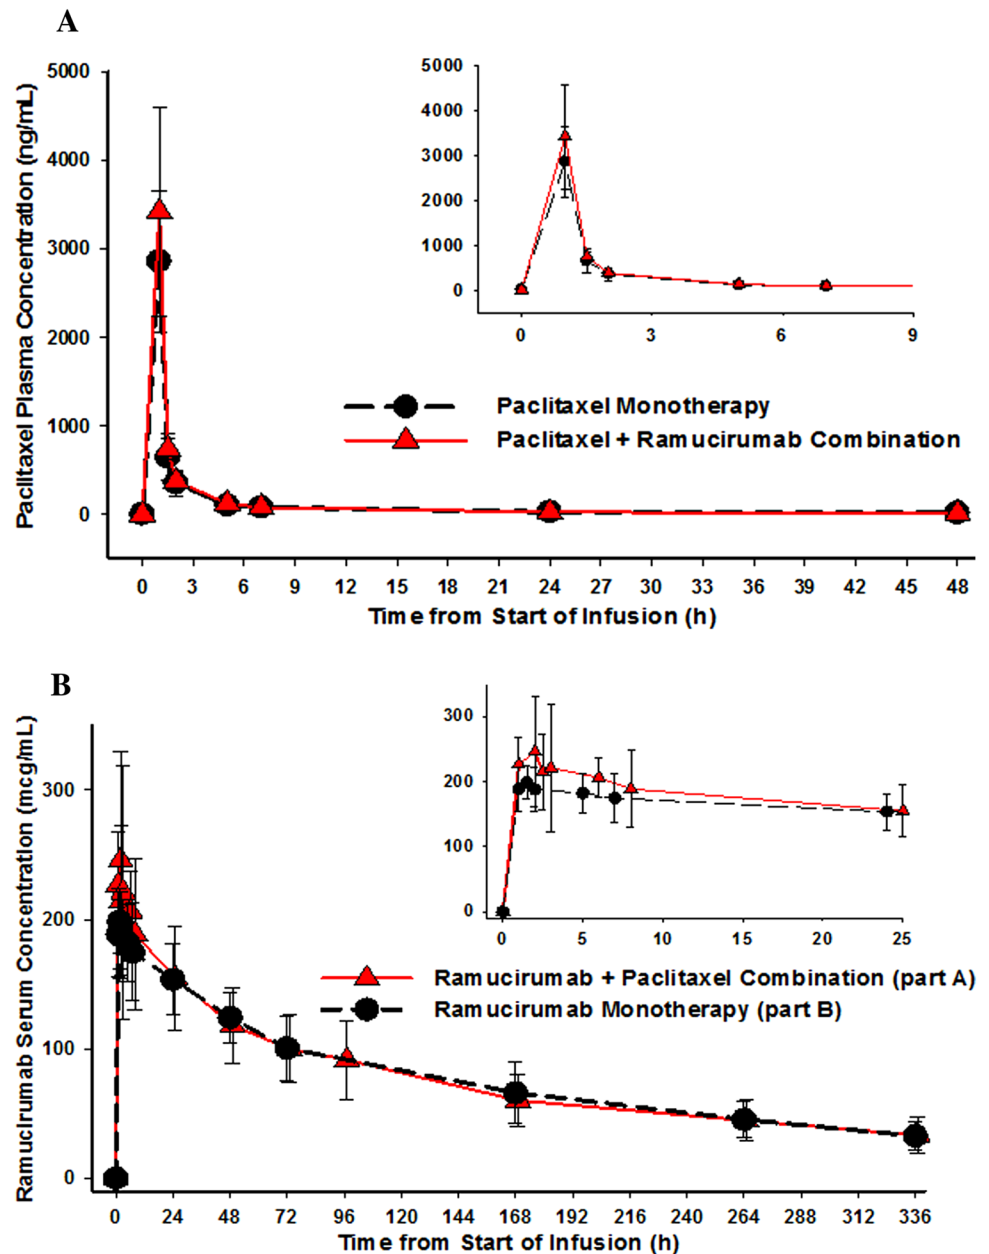 A
Paclitaxel Plasma Concentration (ng/mL)
5000
4000
3000
2000
1000
0
0 3 6 9 12 15 18 21 24 27 30 33 36 39 42 45 48
Time from Start of Infusion (h)
5000
4000
3000
2000
1000
0
0 3 6 9
Paclitaxel Monotherapy
Paclitaxel + Ramucirumab Combination
B
Ramucirumab Serum Concentration (mcg/mL)
300
200
100
0
0 24 48 72 96 120 144 168 192 216 240 264 288 312 336
Time from Start of Infusion (h)
300
200
100
0
0 5 10 15 20 25
Ramucirumab + Paclitaxel Combination (part A)
Ramucirumab Monotherapy (part B)